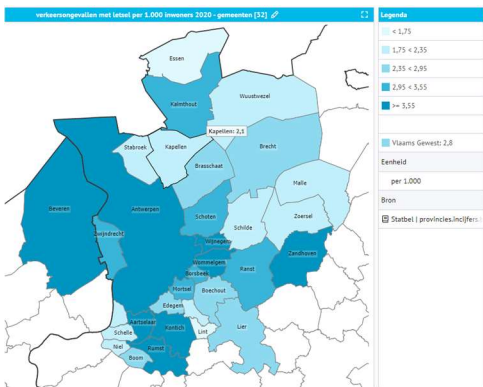 verkeersongevallen met letsel per 1.000 inwoners 2020 - gemeenten [32]
Legenda
< 1,75
1,75 < 2,35
2,35 < 2,95
2,95 < 3,55
>= 3,55
Vlaams Gewest: 2,8
Eenheid
per 1.000
Bron
Statbel | provincies.incijfers.
Essen
Kalmthout
Wuustwezel
Kapellen: 2,1
Stabroek
Kapellen
Brecht
Brasschaat
Malle
Beveren
Antwerpen
Schoten
Zoersel
Schilde
Zwijndrecht
Wijnegem
Zandhoven
Wommelgem
Ranst
Borsbeek
Mortsel
Boechout
Edegem
Aartselaar
Kontich
Lier
Schelle
Lint
Niel
Rumst
Boom